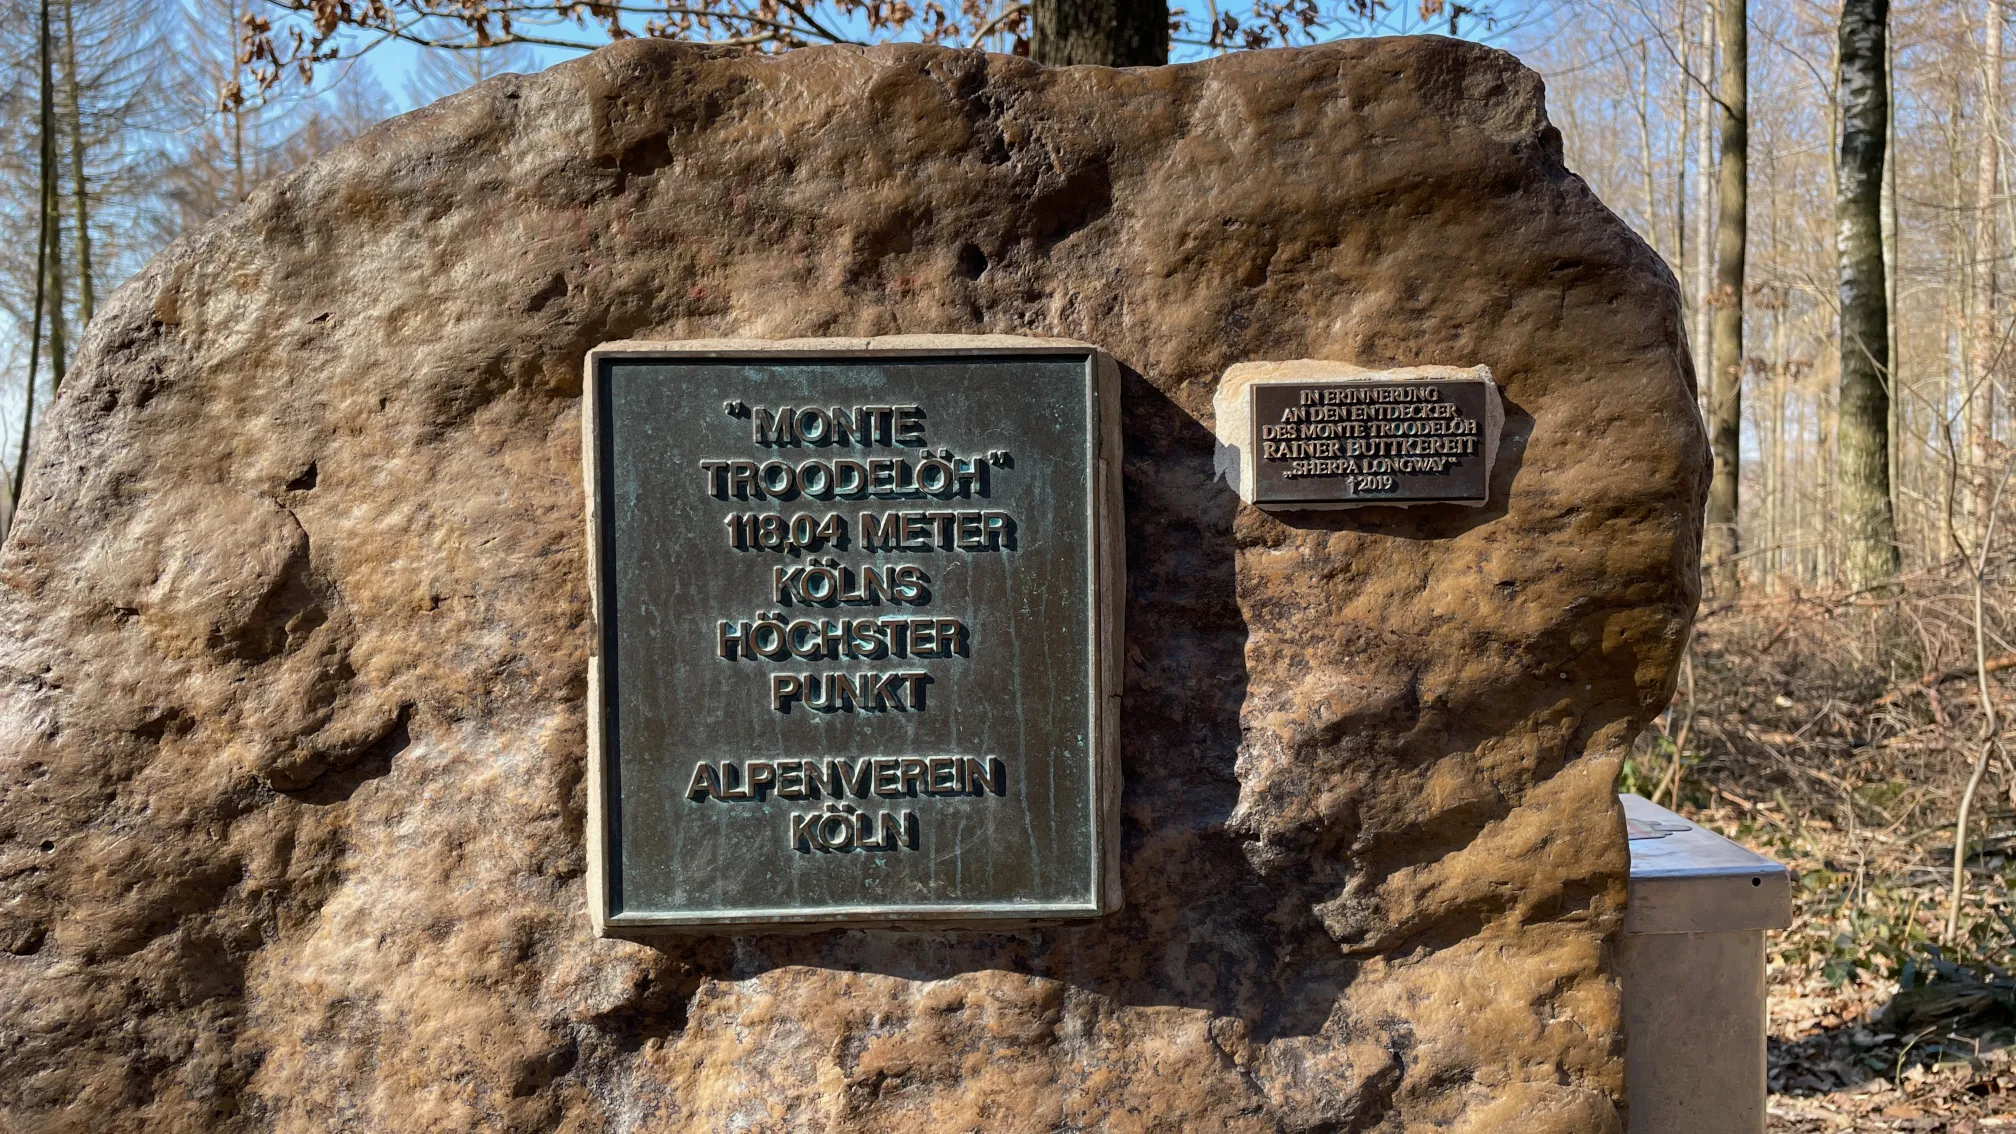 "MONTE
TROODELÖH"
118,04 METER
KÖLNS
HÖCHSTER
PUNKT
ALPENVEREIN
KÖLN
IN ERINNERUNG
AN DEN ENTDECKER
DES MONTE TROODELÖH
RAINER BUTTKEREIT
„SHERPA LONGWAY“
†2019